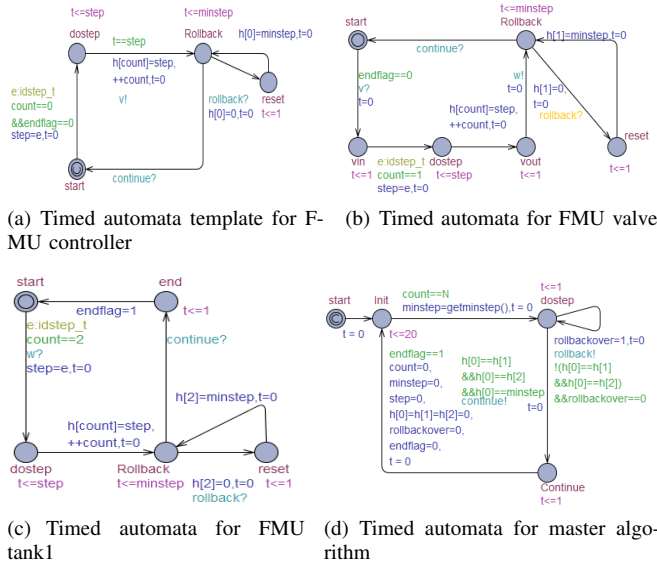 t<=step
dostep
t==step
h[count]=step,
++count,t=0
v!
t<=minstep
Rollback
h[0]=minstep,t=0
rollback?
h[0]=0,t=0
reset
t<=1
e:idstep_t
count==0
&&endflag==0
step=e,t=0
continue?
start
(a) Timed automata template for F-
MU controller
start
t<=minstep
Rollback
h[1]=minstep,t=0
continue?
endflag==0
v?
t=0
w!
t=0
h[1]=0,
t=0
rollback?
h[count]=step,
++count,t=0
reset
t<=1
vin
t<=1
e:idstep_t
count==1
step=e,t=0
dostep
t<=step
vout
t<=1
(b) Timed automata for FMU valve
start
end
t<=1
endflag=1
e:idstep_t
count==2
w?
step=e,t=0
continue?
h[2]=minstep,t=0
h[count]=step,
++count,t=0
dostep
t<=step
Rollback
t<=minstep
h[2]=0,t=0
rollback?
reset
t<=1
(c) Timed automata for FMU
tank1
start
t = 0
Init
t<=20
count==N
minstep=getminstep(),t = 0
t<=1
dostep
rollbackover=1,t=0
rollback!
!(h[0]==h[1]
&&h[0]==h[2])
&&rollbackover==0
endflag==1
count=0,
minstep=0,
step=0,
h[0]=h[1]=h[2]=0,
rollbackover=0,
endflag=0,
t = 0
h[0]==h[1]
&&h[0]==h[2]
&&h[0]==minstep
continue!
t=0
Continue
t<=1
(d) Timed automata for master algo-
rithm